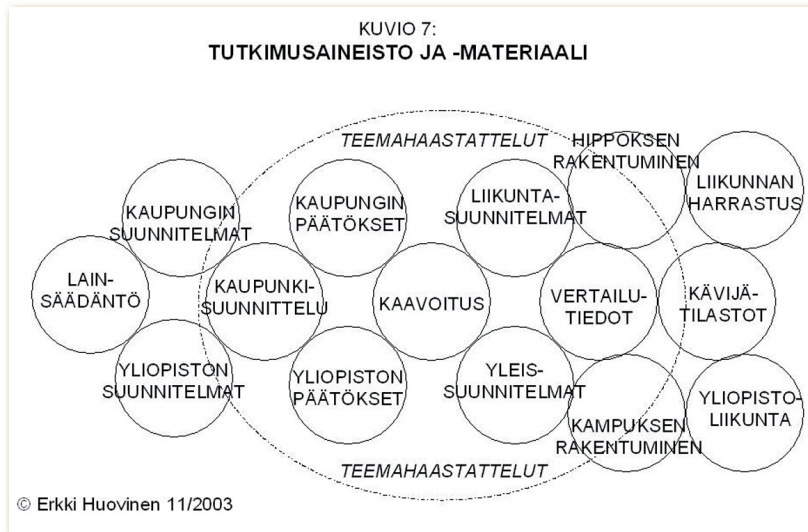 KUVIO 7:
TUTKIMUSAINEISTO JA -MATERIAALI
TEEMAHAASTATTELUT
HIPPOKSEN
RAKENTUMINEN
LIIKUNNAN
HARRASTUS
KAUPUNGIN
SUUNNITELMAT
KAUPUNGIN
PÄÄTÖKSET
LIIKUNTA-
SUUNNITELMAT
LAIN-
SÄÄDÄNTÖ
KAUPUNKI-
SUUNNITTELU
KAAVOITUS
VERTAILU-
TIEDOT
KÄVIJÄ-
TILASTOT
YLIOPISTON
SUUNNITELMAT
YLIOPISTON
PÄÄTÖKSET
YLEIS-
SUUNNITELMAT
KAMPUKSEN
RAKENTUMINEN
YLIOPISTO-
LIIKUNTA
TEEMAHAASTATTELUT
© Erkki Huovinen 11/2003